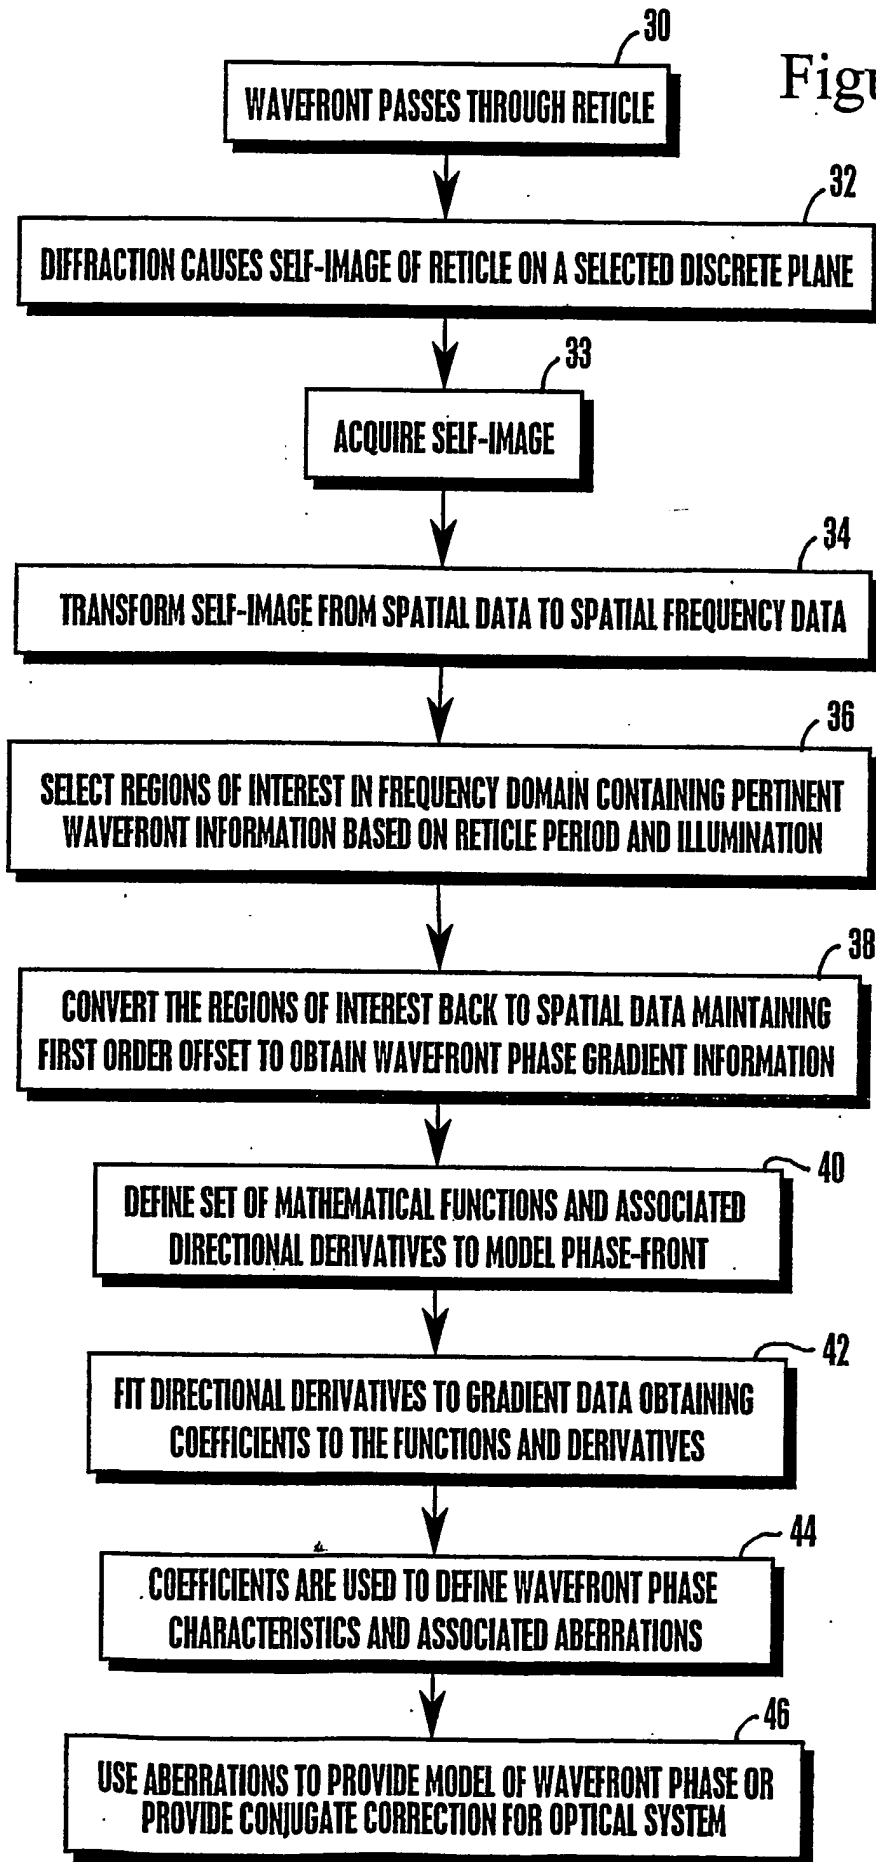 30
Figu
WAVEFRONT PASSES THROUGH RETICLE
32
DIFFRACTION CAUSES SELF-IMAGE OF RETICLE ON A SELECTED DISCRETE PLANE
33
ACQUIRE SELF-IMAGE
34
TRANSFORM SELF-IMAGE FROM SPATIAL DATA TO SPATIAL FREQUENCY DATA
36
SELECT REGIONS OF INTEREST IN FREQUENCY DOMAIN CONTAINING PERTINENT
WAVEFRONT INFORMATION BASED ON RETICLE PERIOD AND ILLUMINATION
38
CONVERT THE REGIONS OF INTEREST BACK TO SPATIAL DATA MAINTAINING
FIRST ORDER OFFSET TO OBTAIN WAVEFRONT PHASE GRADIENT INFORMATION
40
DEFINE SET OF MATHEMATICAL FUNCTIONS AND ASSOCIATED
DIRECTIONAL DERIVATIVES TO MODEL PHASE-FRONT
42
FIT DIRECTIONAL DERIVATIVES TO GRADIENT DATA OBTAINING
COEFFICIENTS TO THE FUNCTIONS AND DERIVATIVES
44
COEFFICIENTS ARE USED TO DEFINE WAVEFRONT PHASE
CHARACTERISTICS AND ASSOCIATED ABERRATIONS
46
USE ABERRATIONS TO PROVIDE MODEL OF WAVEFRONT PHASE OR
PROVIDE CONJUGATE CORRECTION FOR OPTICAL SYSTEM